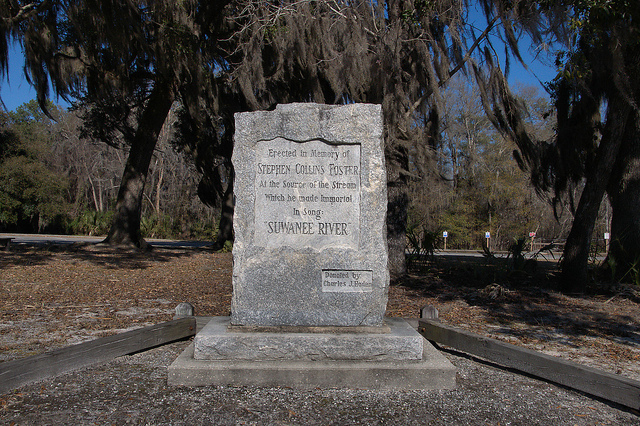 Erected in Memory of
STEPHEN COLLINS FOSTER
At the Source of the Stream
Which he made Immortal
In Song:
"SUWANEE RIVER"
Donated by
Charles J.